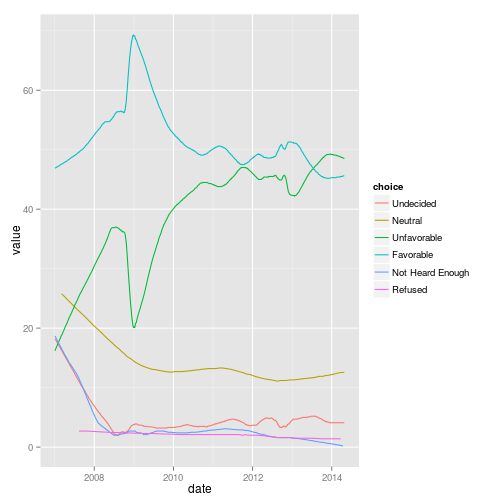 60
40
20
0
value
2008
2010
2012
2014
date
choice
Undecided
Neutral
Unfavorable
Favorable
Not Heard Enough
Refused